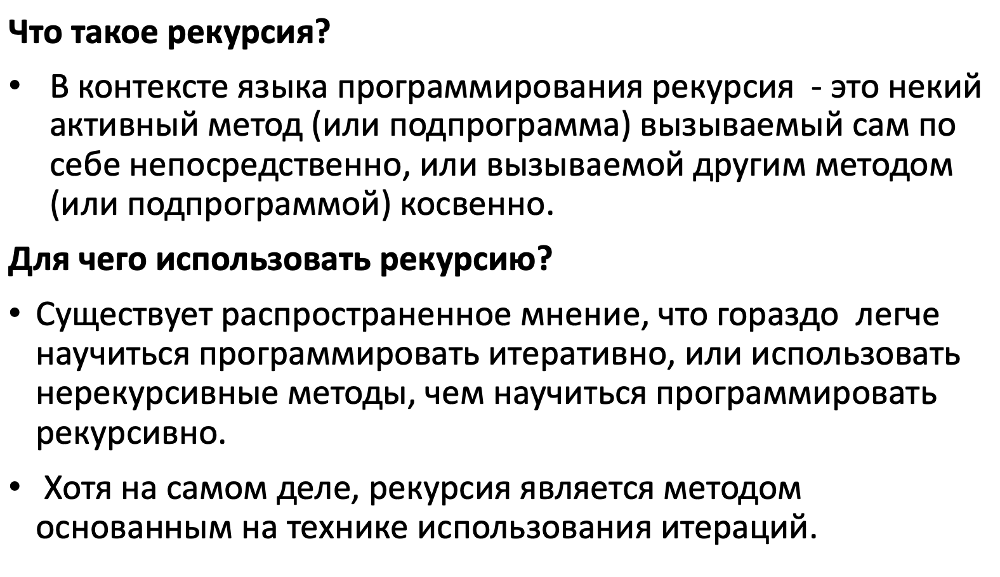 Что такое рекурсия?
• В контексте языка программирования рекурсия - это некий
активный метод (или подпрограмма) вызываемый сам по
себе непосредственно, или вызываемой другим методом
(или подпрограммой) косвенно.
Для чего использовать рекурсию?
• Существует распространенное мнение, что гораздо легче
научиться программировать итеративно, или использовать
нерекурсивные методы, чем научиться программировать
рекурсивно.
• Хотя на самом деле, рекурсия является методом
основанным на технике использования итераций.